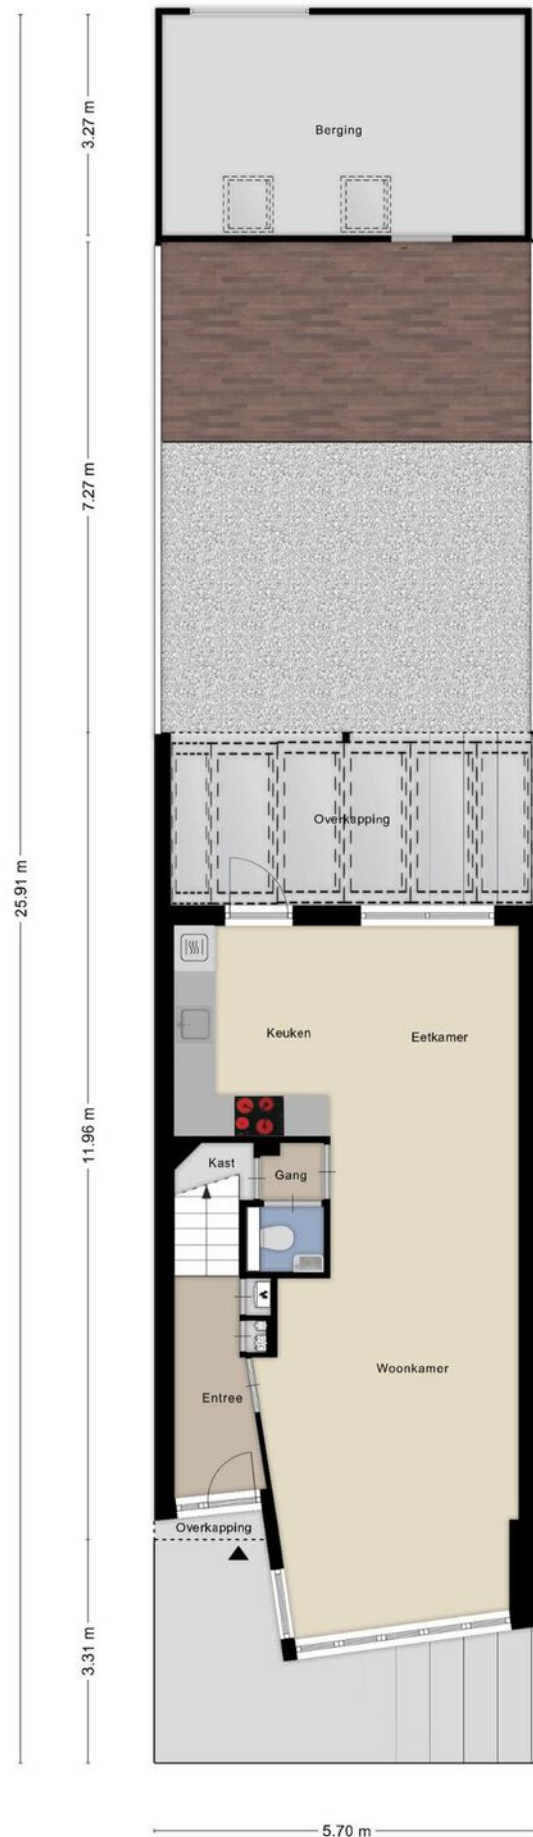 Berging
3.27 m
7.27 m
Overkapping
25.91 m
Keuken
Eetkamer
11.96 m
Kast
Gang
Woonkamer
Entree
Overkapping
3.31 m
5.70 m